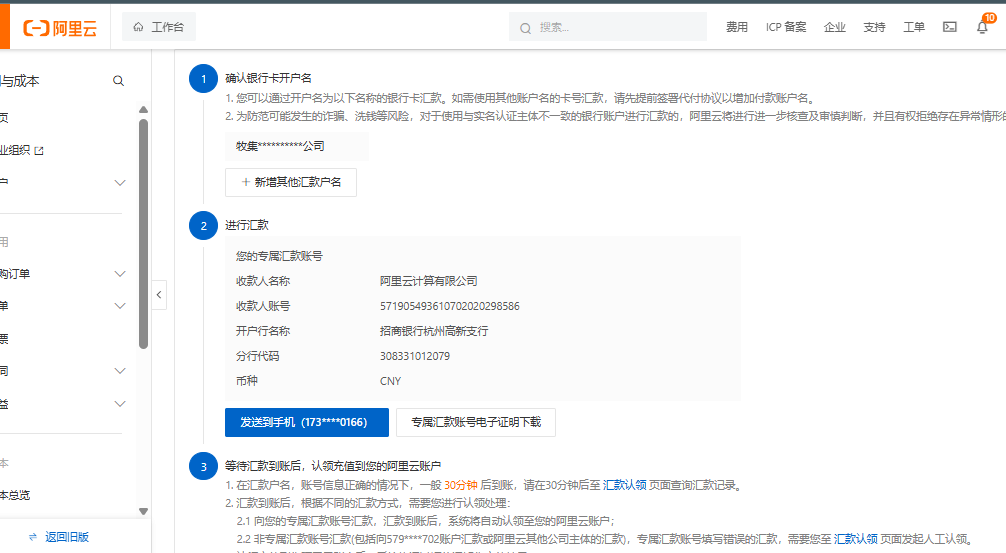 阿里云
工作台
搜索...
费用
ICP 备案
企业
支持
工单
10
与成本
页
业组织
户
用
购订单
单
票
同
益
本
本总览
返回旧版
1
确认银行卡开户名
1. 您可以通过开户名为以下名称的银行卡汇款。如需使用其他账户名的卡号汇款，请先提前签署代付协议以增加付款账户名。
2. 为防范可能发生的诈骗、洗钱等风险，对于使用与实名认证主体不一致的银行账户进行汇款的，阿里云将进行进一步核查及审慎判断，并且有权拒绝存在异常情形的
牧集**********公司
新增其他汇款户名
2
进行汇款
您的专属汇款账号
收款人名称 阿里云计算有限公司
收款人账号 571905493610702020298586
开户行名称 招商银行杭州高新支行
分行代码 308331012079
币种 CNY
发送到手机（173****0166） 专属汇款账号电子证明下载
3
等待汇款到账后，认领充值到您的阿里云账户
1. 在汇款户名，账号信息正确的情况下，一般 30分钟 后到账，请在30分钟后至 汇款认领 页面查询汇款记录。
2. 汇款到账后，根据不同的汇款方式，需要您进行认领处理：
2.1 向您的专属汇款账号汇款，汇款到账后，系统将自动认领至您的阿里云账户；
2.2 非专属汇款账号汇款(包括向579****702账户汇款或阿里云其他公司主体的汇款)，专属汇款账号填写错误的汇款，需要您至 汇款认领 页面发起人工认领。